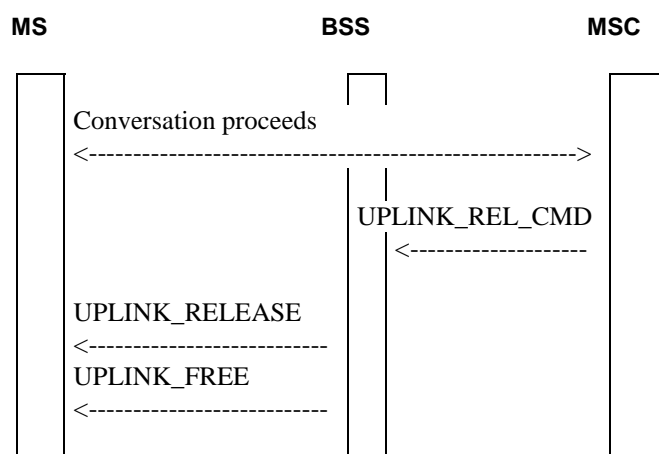 MS BSS MSC
Conversation proceeds
<------------------------------------------------------->
UPLINK_REL_CMD
<--------------------
UPLINK_RELEASE
<---------------------------
UPLINK_FREE
<---------------------------